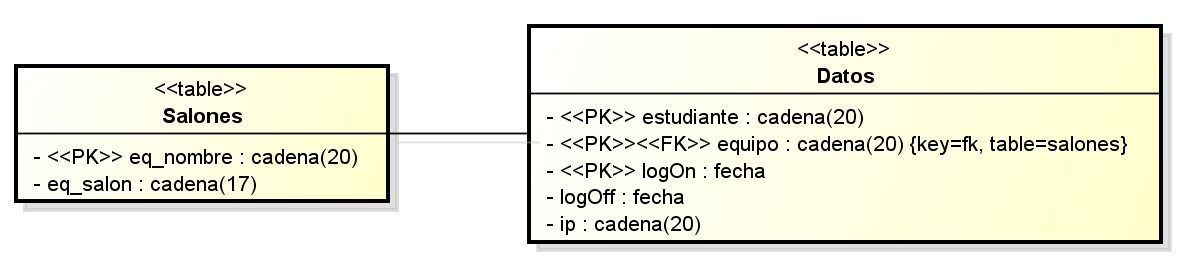 <<table>>
Salones
- <<PK>> eq_nombre : cadena(20)
- eq_salon : cadena(17)
<<table>>
Datos
- <<PK>> estudiante : cadena(20)
- <<PK>><<FK>> equipo : cadena(20) {key=fk, table=salones}
- <<PK>> logOn : fecha
- logOff : fecha
- ip : cadena(20)